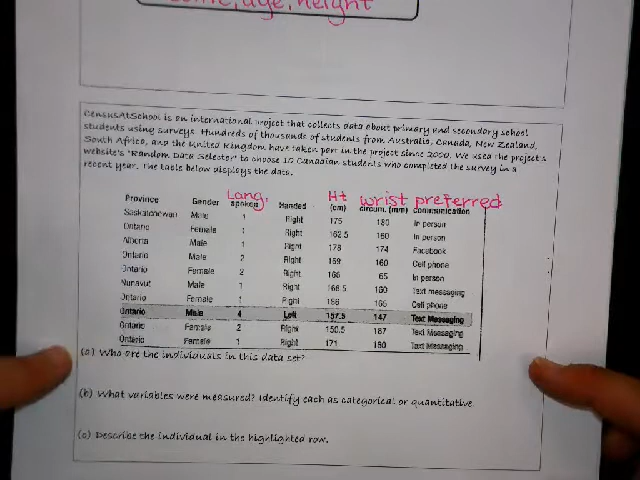 age, height
CensusAtSchool is an international project that collects data about primary and secondary school
students using surveys. Hundreds of thousands of students from Australia, Canada, New Zealand,
South Africa, and the United Kingdom have taken part in the project since 2000. We used the project's
website's "Random Data Selector" to choose 10 Canadian students who completed the survey in a
recent year. The table below displays the data.
Lang. Ht wrist preferred
Province Gender spoken Handed (cm) circum. (mm) Communication
Saskatchewan Male 1 Right 175 180 In person
Ontario Female 1 Right 162.5 160 In person
Alberta Male 1 Right 178 174 Facebook
Ontario Male 2 Right 169 160 Cell phone
Ontario Female 2 Right 166 65 In person
Nunavut Male 1 Right 168.5 160 Text messaging
Ontario Female 1 Right 166 165 Cell phone
Ontario Male 4 Left 157.5 147 Text Messaging
Ontario Female 2 Right 150.5 187 Text Messaging
Ontario Female 1 Right 171 180 Text Messaging
(a) Who are the individuals in this data set?
(b) What variables were measured? Identify each as categorical or quantitative.
(c) Describe the individual in the highlighted row.